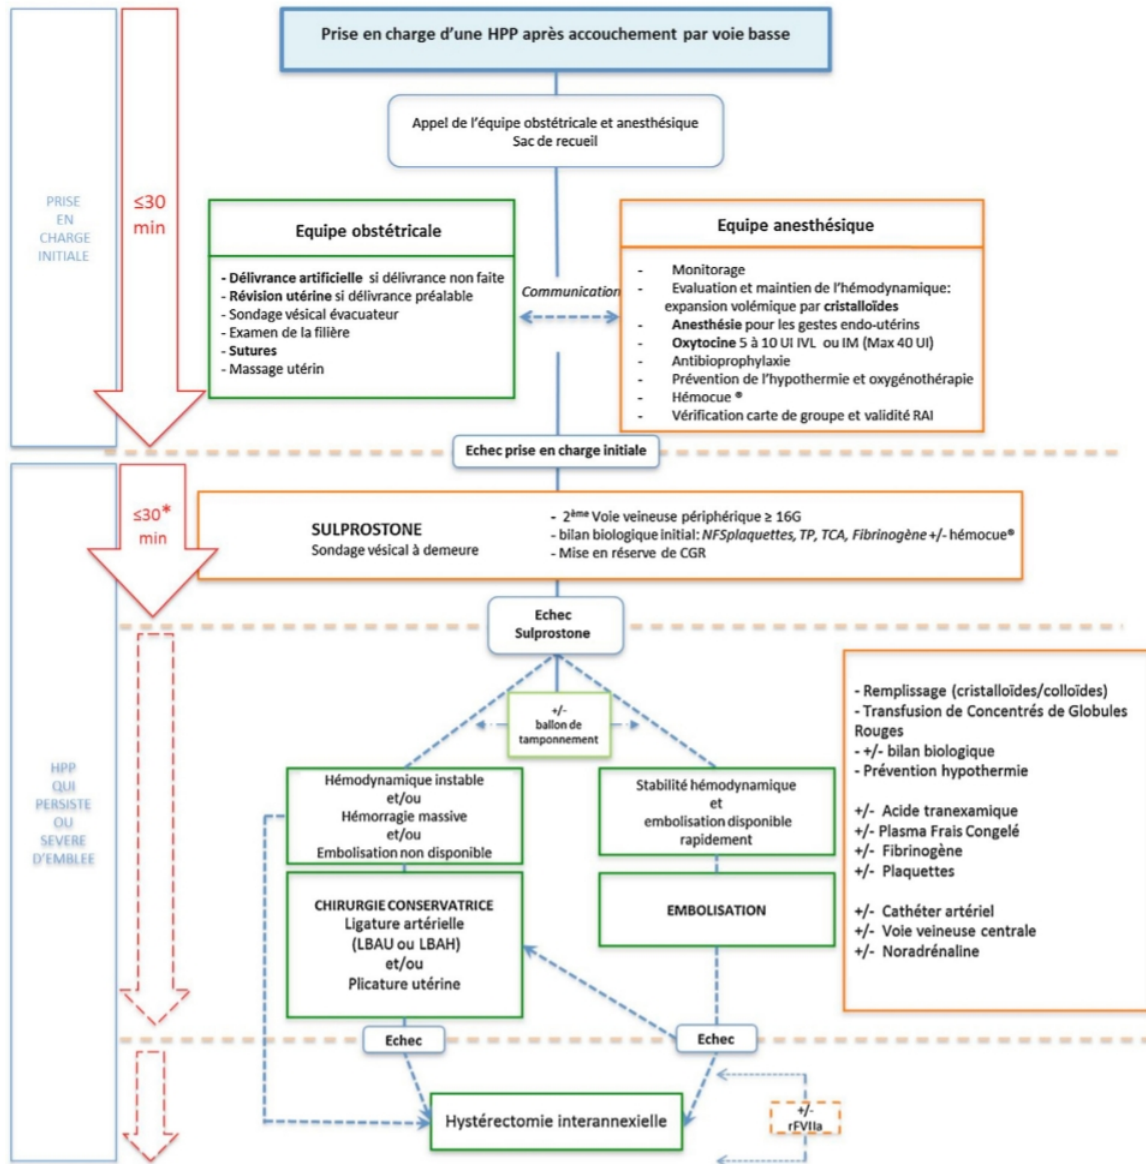 Prise en charge d'une HPP après accouchement par voie basse
Appel de l'équipe obstétricale et anesthésique
Sac de recueil
PRISE
EN
CHARGE
INITIALE
≤30
min
Equipe obstétricale
- Délivrance artificielle si délivrance non faite
- Révision utérine si délivrance préalable
- Sondage vésical évacuateur
- Examen de la filière
- Sutures
- Massage utérin
Communication
Equipe anesthésique
- Monitorage
- Evaluation et maintien de l'hémodynamique:
expansion volémique par cristalloïdes
- Anesthésie pour les gestes endo-utérins
- Oxytocine 5 à 10 UI IVL ou IM (Max 40 UI)
- Antibioprophylaxie
- Prévention de l'hypothermie et oxygénothérapie
- Hémocue ®
- Vérification carte de groupe et validité RAI
Echec prise en charge initiale
≤30*
min
SULPROSTONE
Sondage vésical à demeure
- 2ème Voie veineuse périphérique ≥ 16G
- bilan biologique initial: NFSplaquettes, TP, TCA, Fibrinogène +/- hémocue®
- Mise en réserve de CGR
Echec
Sulprostone
HPP
QUI
PERSISTE
OU
SEVERE
D'EMBLEE
+/-
ballon de
tamponnement
Hémodynamique instable
et/ou
Hémorragie massive
et/ou
Embolisation non disponible
Stabilité hémodynamique
et
embolisation disponible
rapidement
CHIRURGIE CONSERVATRICE
Ligature artérielle
(LBAU ou LBAH)
et/ou
Plicature utérine
EMBOLISATION
- Remplissage (cristalloïdes/colloïdes)
- Transfusion de Concentrés de Globules
Rouges
- +/- bilan biologique
- Prévention hypothermie
+/- Acide tranexamique
+/- Plasma Frais Congelé
+/- Fibrinogène
+/- Plaquettes
+/- Cathéter artériel
+/- Voie veineuse centrale
+/- Noradrénaline
Echec
Echec
Hystérectomie interannexielle
+/-
rFVIIa